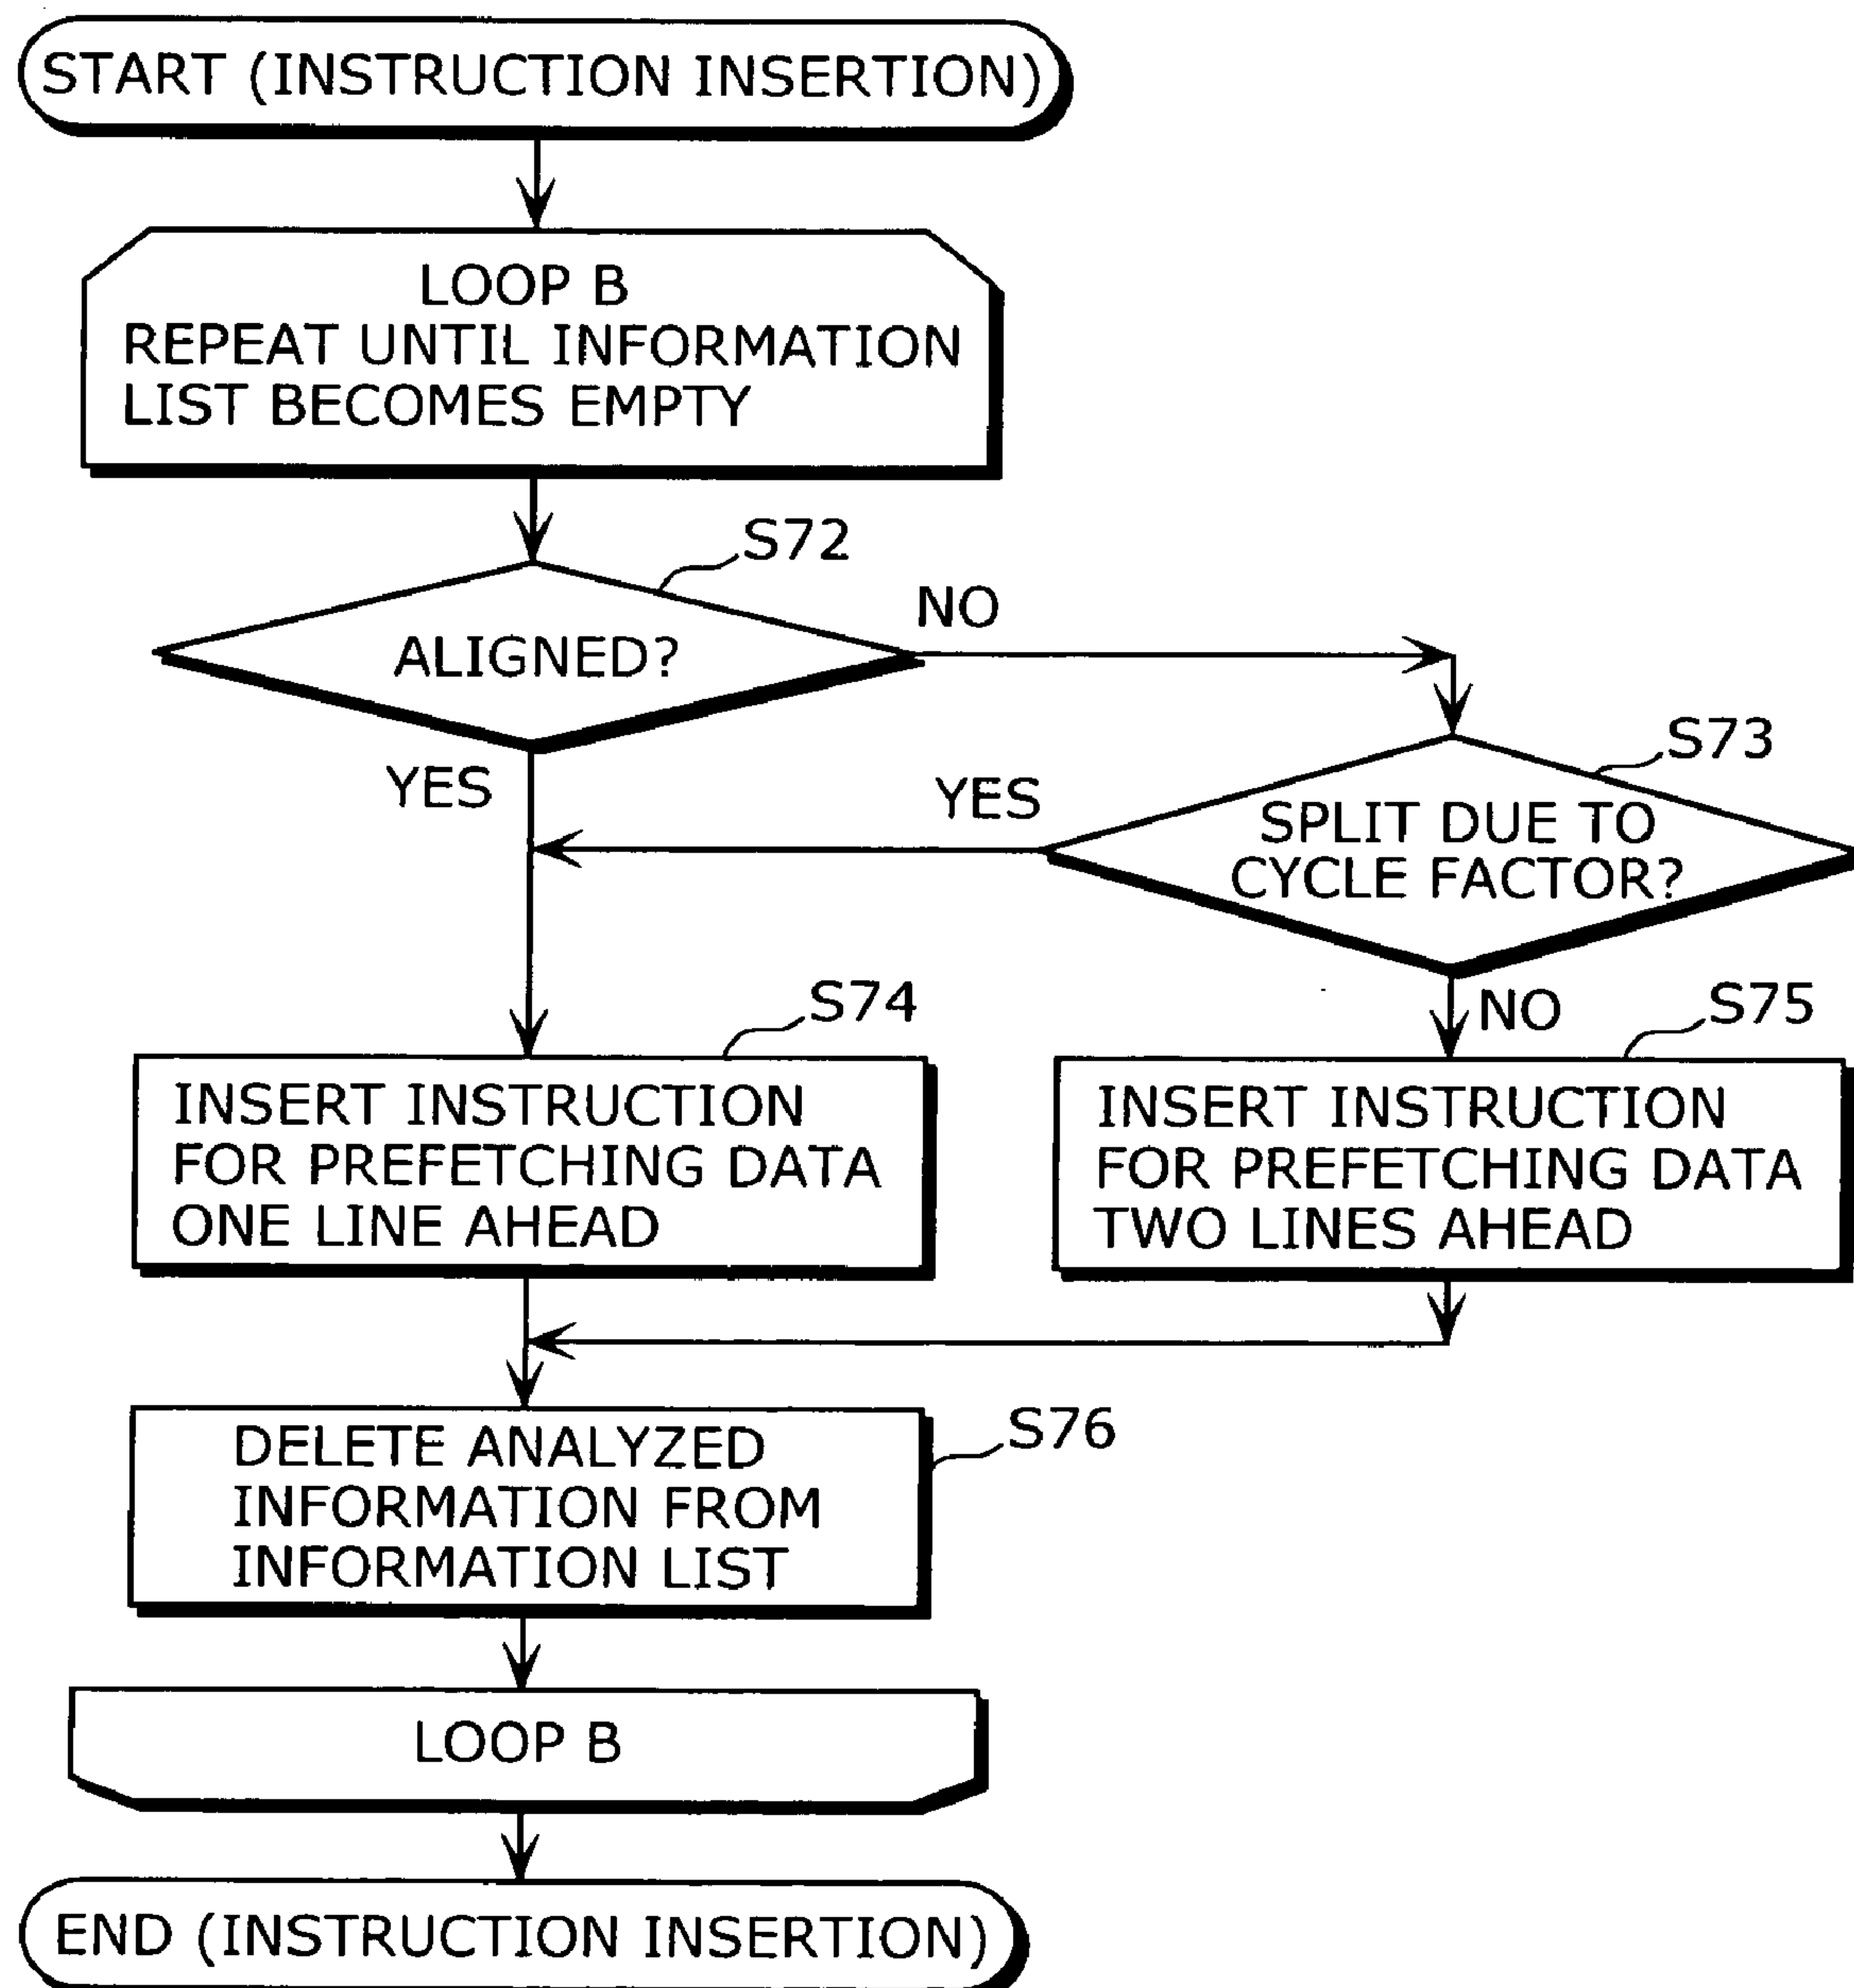 START (INSTRUCTION INSERTION)
LOOP B
REPEAT UNTIL INFORMATION
LIST BECOMES EMPTY
S72
ALIGNED?
NO
YES
S73
SPLIT DUE TO
CYCLE FACTOR?
YES
NO
S74
INSERT INSTRUCTION
FOR PREFETCHING DATA
ONE LINE AHEAD
S75
INSERT INSTRUCTION
FOR PREFETCHING DATA
TWO LINES AHEAD
S76
DELETE ANALYZED
INFORMATION FROM
INFORMATION LIST
LOOP B
END (INSTRUCTION INSERTION)